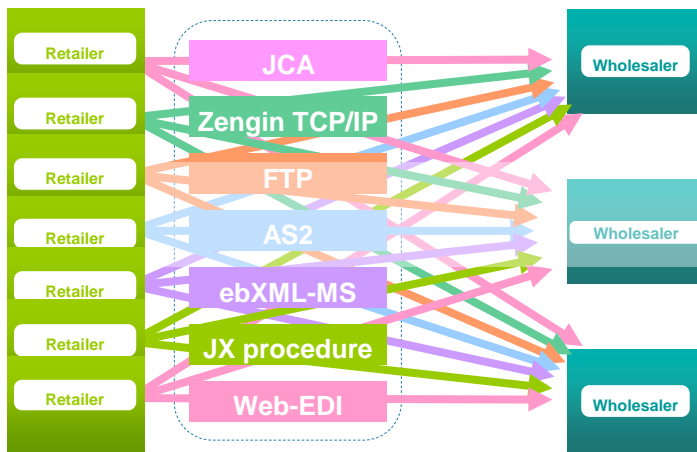 Retailer
Retailer
Retailer
Retailer
Retailer
Retailer
Retailer
JCA
Zengin TCP/IP
FTP
AS2
ebXML-MS
JX procedure
Web-EDI
Wholesaler
Wholesaler
Wholesaler